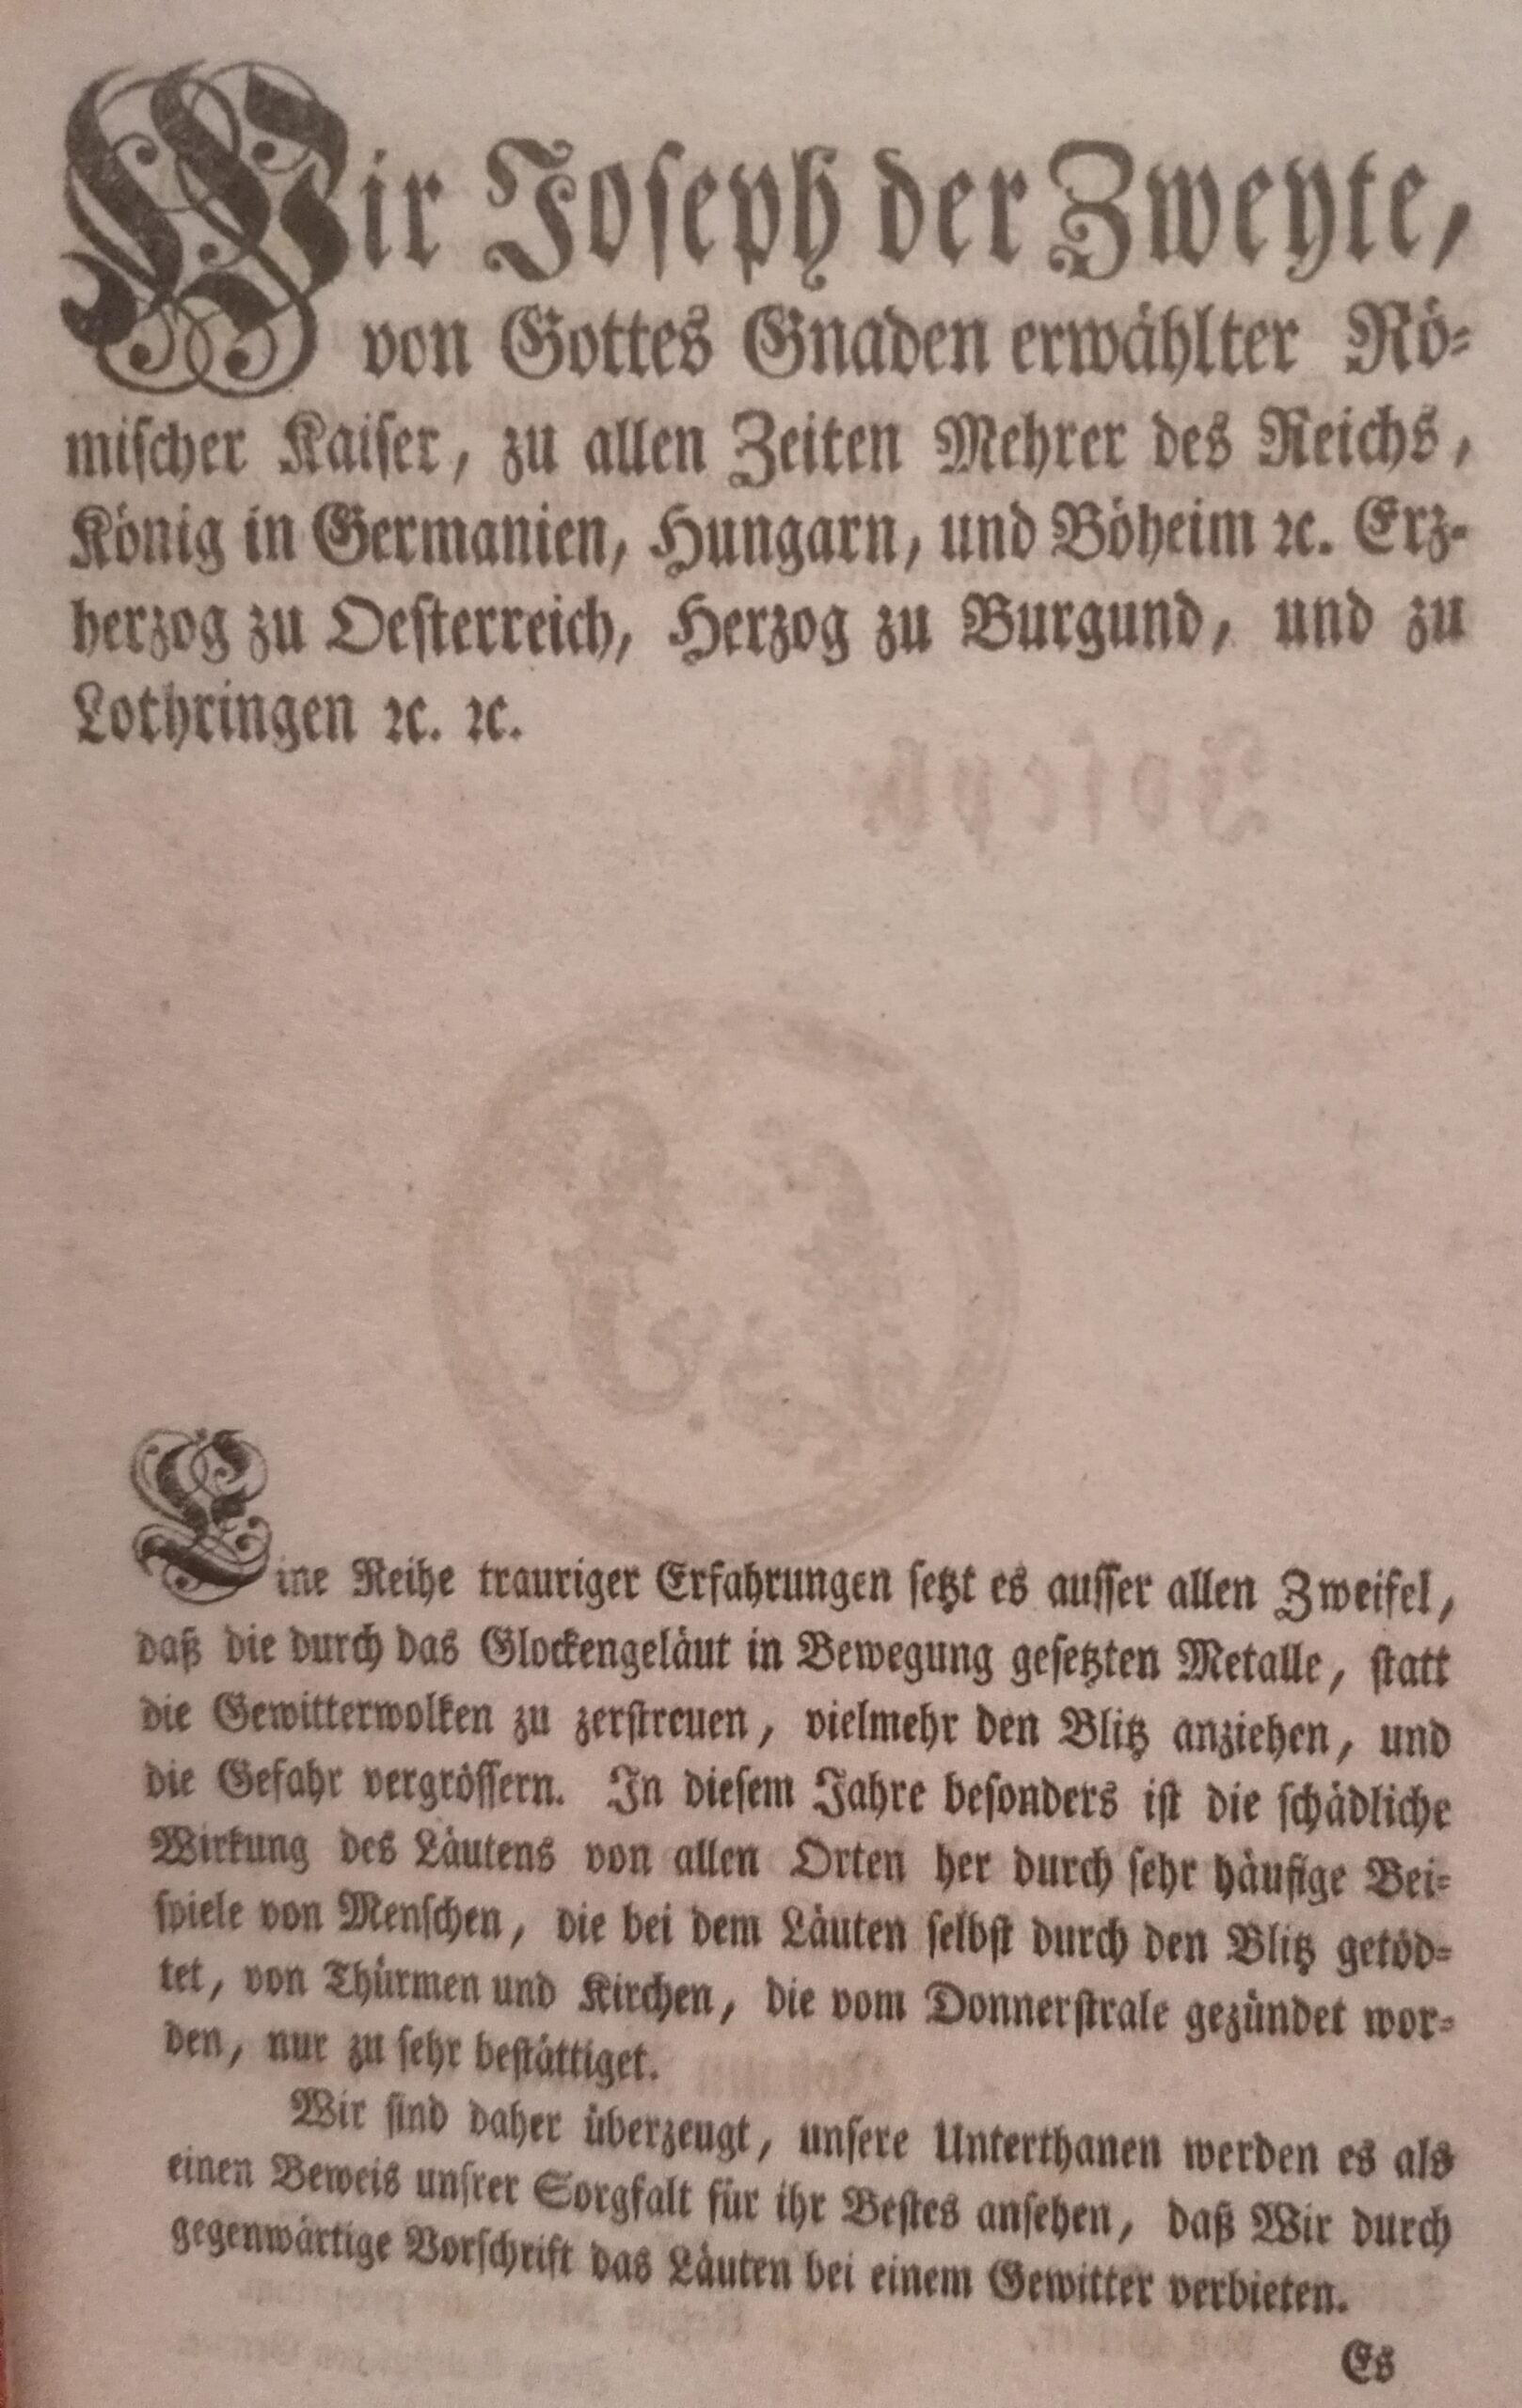 Wir Joseph der Zweyte,
von Gottes Gnaden erwählter Rö-
mischer Kaiser, zu allen Zeiten Mehrer des Reichs,
König in Germanien, Hungarn, und Böheim ꝛc. Erz-
herzog zu Oesterreich, Herzog zu Burgund, und zu
Lothringen ꝛc. ꝛc.
Joseph
Eine Reihe trauriger Erfahrungen setzt es ausser allen Zweifel,
daß die durch das Glockengeläut in Bewegung gesetzten Metalle, statt
die Gewitterwolken zu zerstreuen, vielmehr den Blitz anziehen, und
die Gefahr vergrössern. In diesem Jahre besonders ist die schädliche
Wirkung des Läutens von allen Orten her durch sehr häufige Bei-
spiele von Menschen, die bei dem Läuten selbst durch den Blitz getöd-
tet, von Thürmen und Kirchen, die vom Donnerstrale gezündet wor-
den, nur zu sehr bestättiget.
Wir sind daher überzeugt, unsere Unterthanen werden es als
einen Beweis unsrer Sorgfalt für ihr Bestes ansehen, daß Wir durch
gegenwärtige Vorschrift das Läuten bei einem Gewitter verbieten.
Es